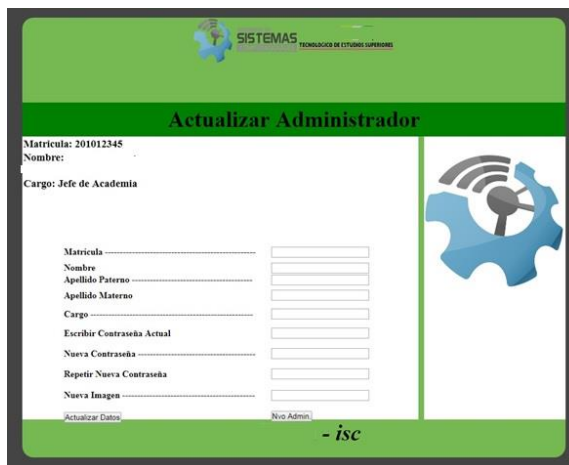 SISTEMAS
TECNOLOGICO DE ESTUDIOS SUPERIORES
Actualizar Administrador
Matricula: 201012345
Nombre:
Cargo: Jefe de Academia
Matricula
Nombre
Apellido Paterno
Apellido Materno
Cargo
Escribir Contraseña Actual
Nueva Contraseña
Repetir Nueva Contraseña
Nueva Imagen
Actualizar Datos Nvo Admin.
- isc